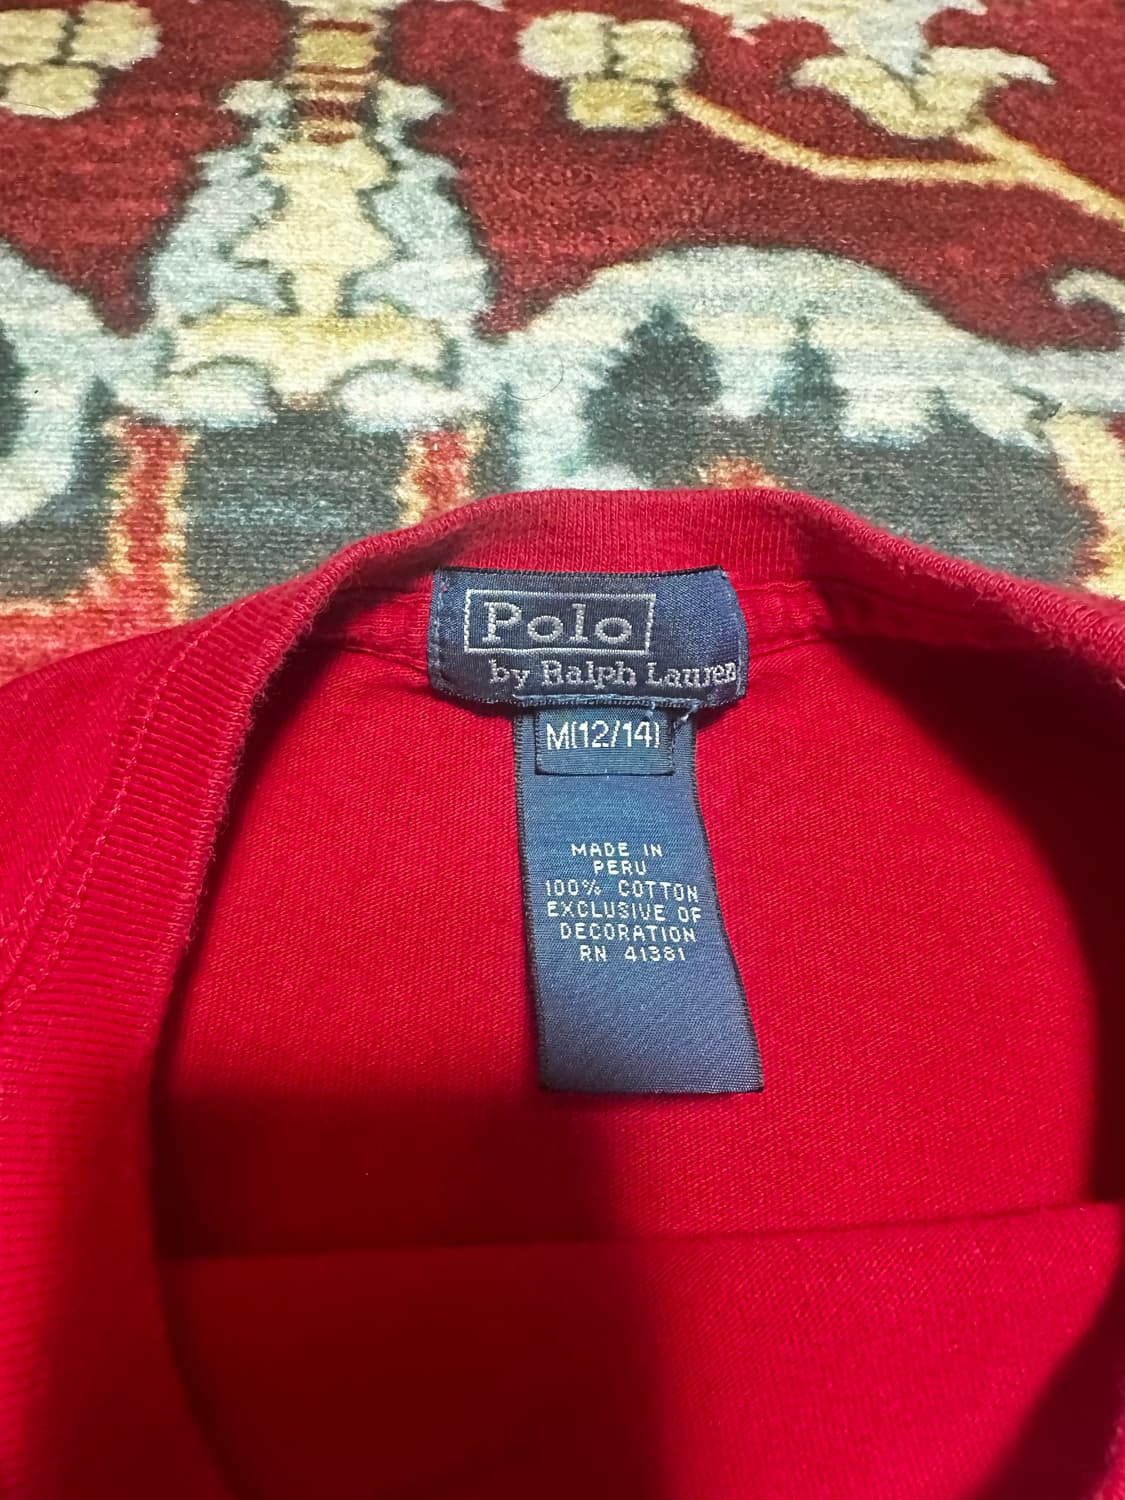 Polo
by Ralph Lauren
M(12/14)
MADE IN
PERU
100% COTTON
EXCLUSIVE OF
DECORATION
RN 41381